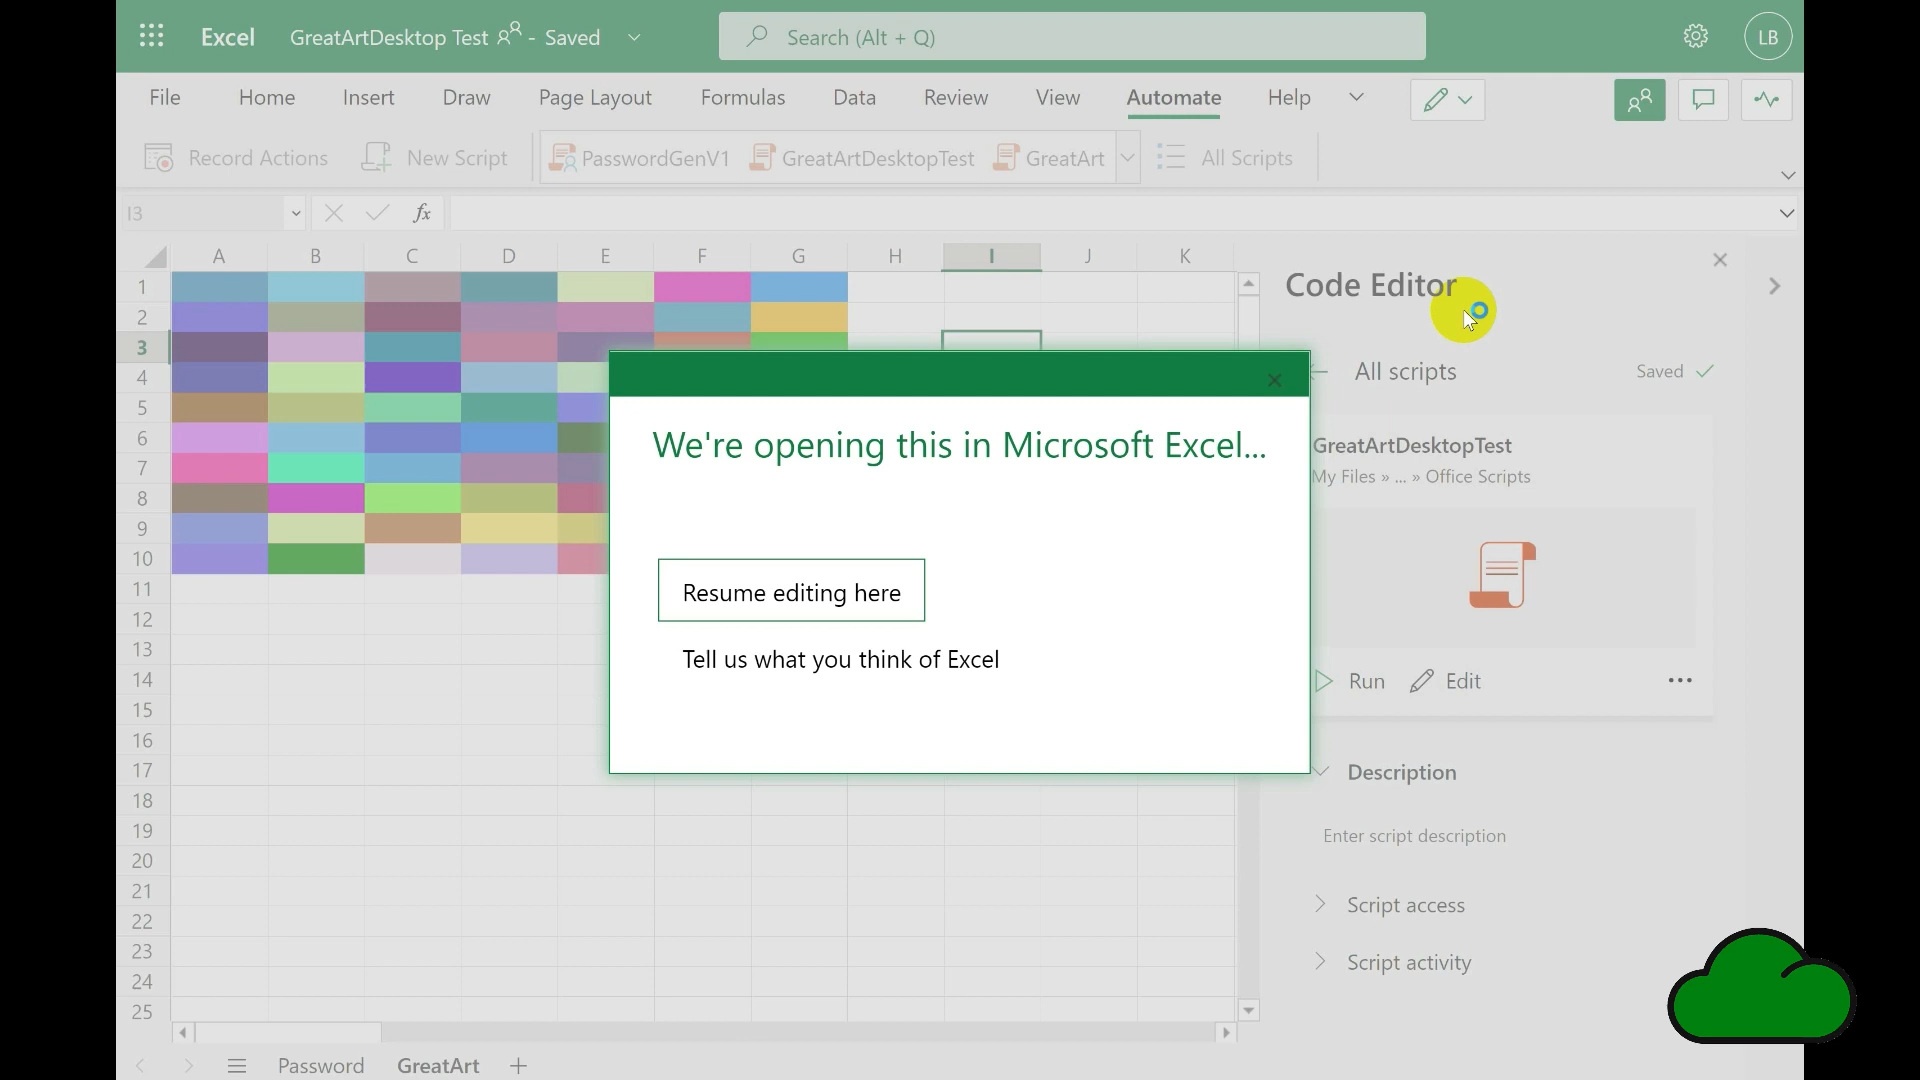 Excel GreatArtDesktop Test - Saved Search (Alt + Q) LB
File Home Insert Draw Page Layout Formulas Data Review View Automate Help
Record Actions New Script PasswordGenV1 GreatArtDesktopTest GreatArt All Scripts
I3 fx
A B C D E F G H I J K
Code Editor
1
2
3
4
5
6
7
8
9
10
11
12
13
14
15
16
17
18
19
20
21
22
23
24
25
We're opening this in Microsoft Excel...
Resume editing here
Tell us what you think of Excel
All scripts Saved
GreatArtDesktopTest
My Files » ... » Office Scripts
Run Edit
Description
Enter script description
Script access
Script activity
Password GreatArt